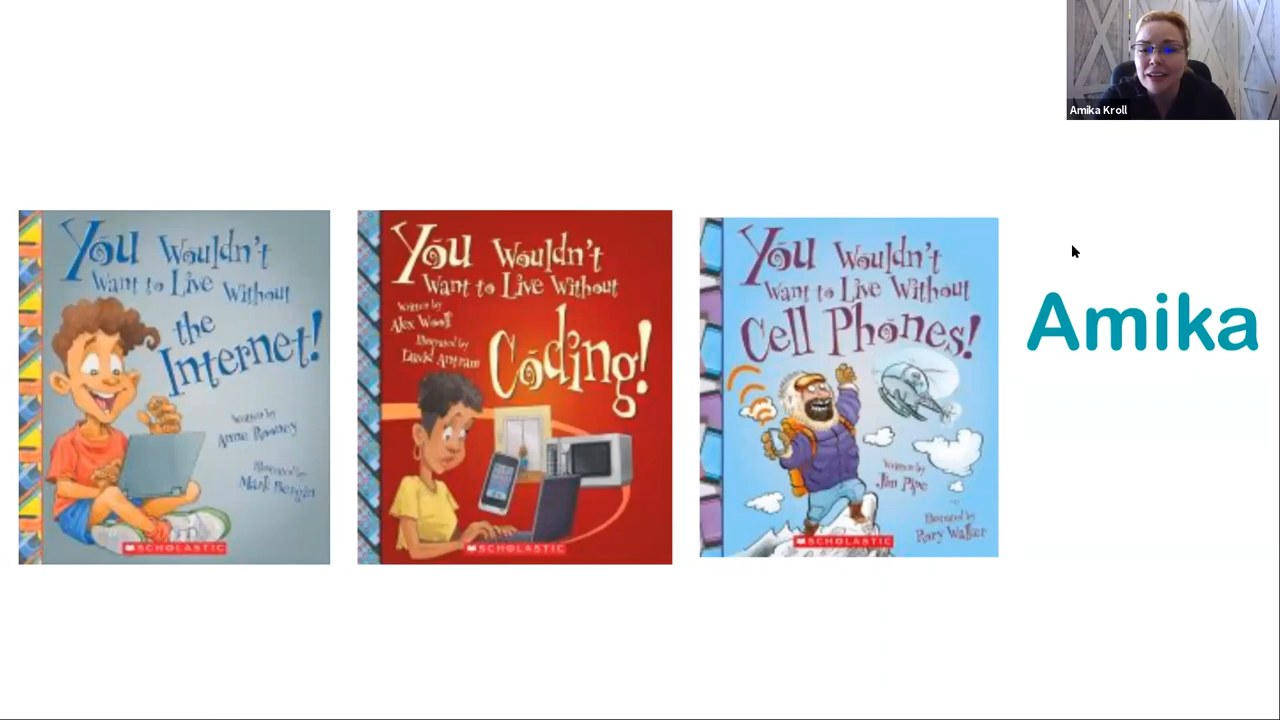 Amika Kroll
You Wouldn't
Want to Live Without
the
Internet!
Written by
Anne Rooney
Illustrated by
Mark Bergin
SCHOLASTIC
You Wouldn't
Want to Live Without
Written by
Alex Woolf
Illustrated by
David Antram
Coding!
SCHOLASTIC
You Wouldn't
Want to Live Without
Cell Phones!
Written by
Jim Pipe
Illustrated by
Rory Walker
SCHOLASTIC
Amika